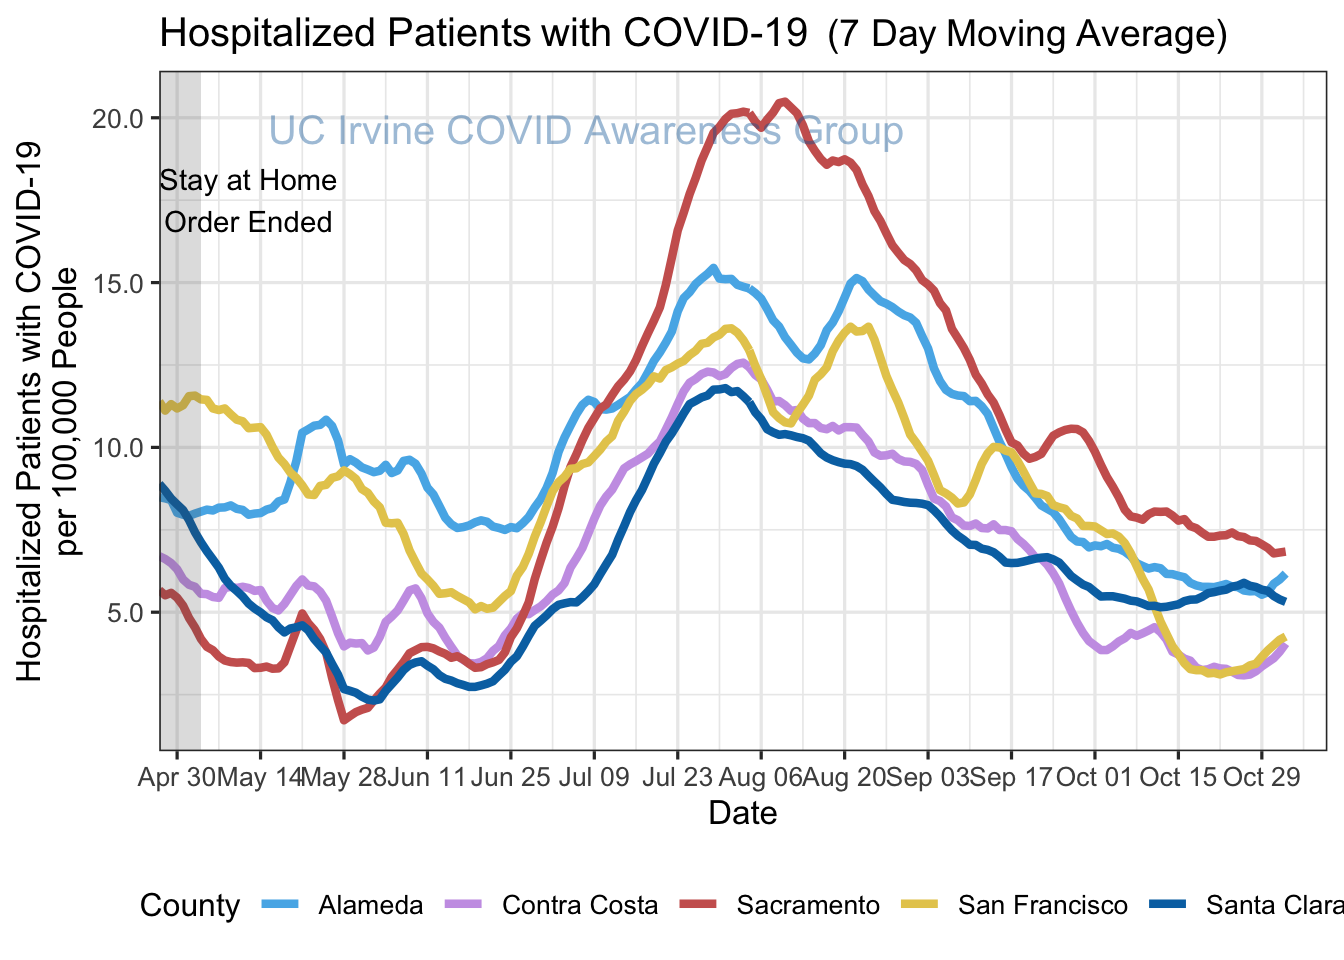 Hospitalized Patients with COVID-19 (7 Day Moving Average)
Hospitalized Patients with COVID-19
per 100,000 People
20.0
15.0
10.0
5.0
UC Irvine COVID Awareness Group
Stay at Home
Order Ended
Apr 30 May 14 May 28 Jun 11 Jun 25 Jul 09 Jul 23 Aug 06 Aug 20 Sep 03 Sep 17 Oct 01 Oct 15 Oct 29
Date
County Alameda Contra Costa Sacramento San Francisco Santa Clara